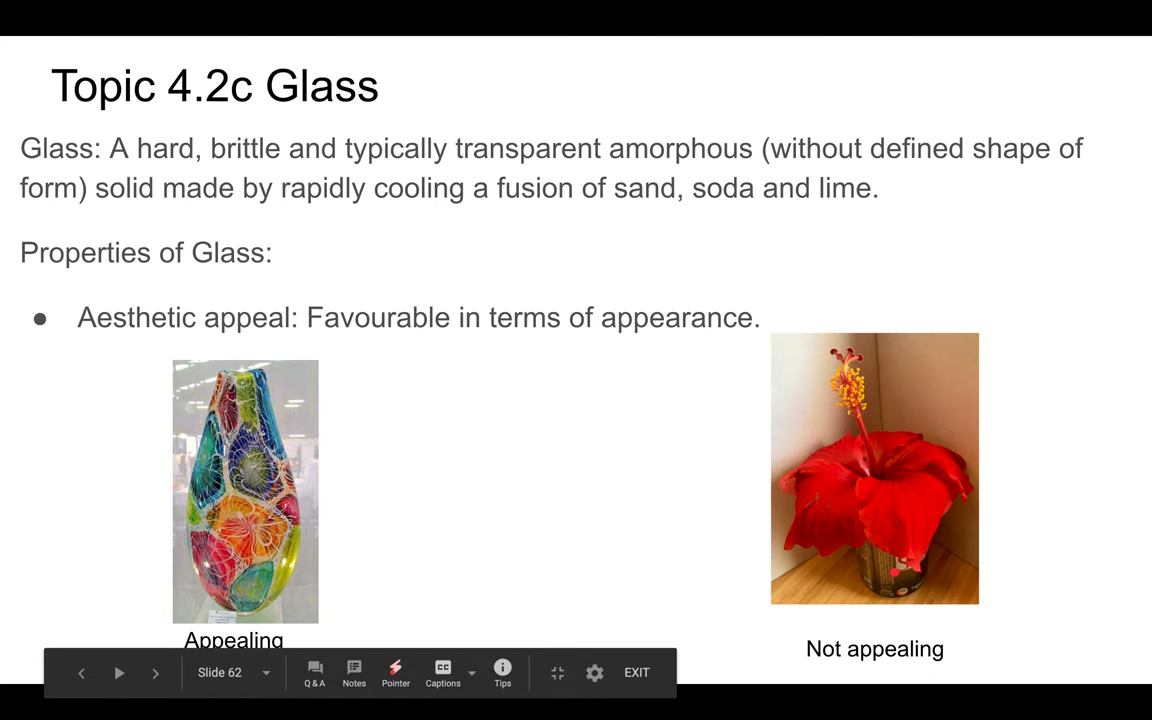 Topic 4.2c Glass
Glass: A hard, brittle and typically transparent amorphous (without defined shape of
form) solid made by rapidly cooling a fusion of sand, soda and lime.
Properties of Glass:
● Aesthetic appeal: Favourable in terms of appearance.
Appealing
Not appealing
Slide 62
Q & A
Notes
Pointer
CC
Captions
Tips
EXIT